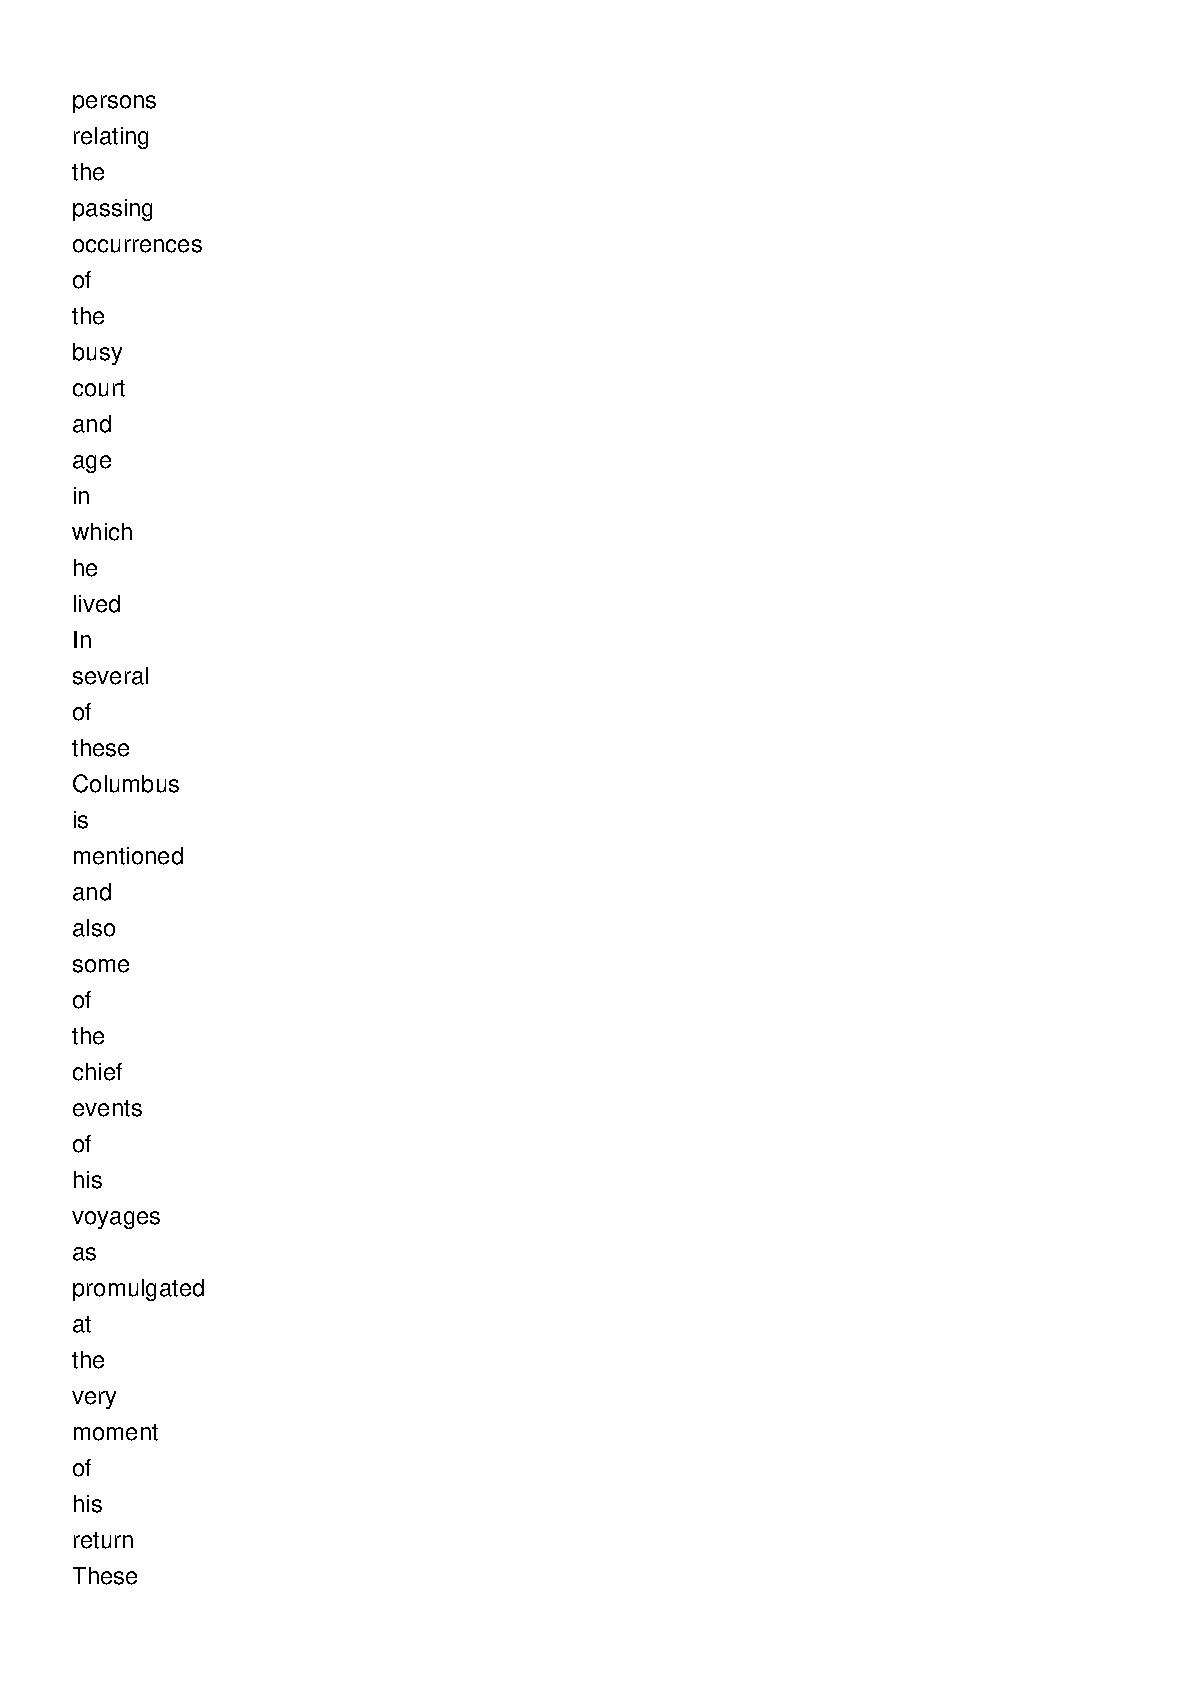 persons
relating
the
passing
occurrences
of
the
busy
court
and
age
in
which
he
lived
In
several
of
these
Columbus
is
mentioned
and
also
some
of
the
chief
events
of
his
voyages
as
promulgated
at
the
very
moment
of
his
return
These